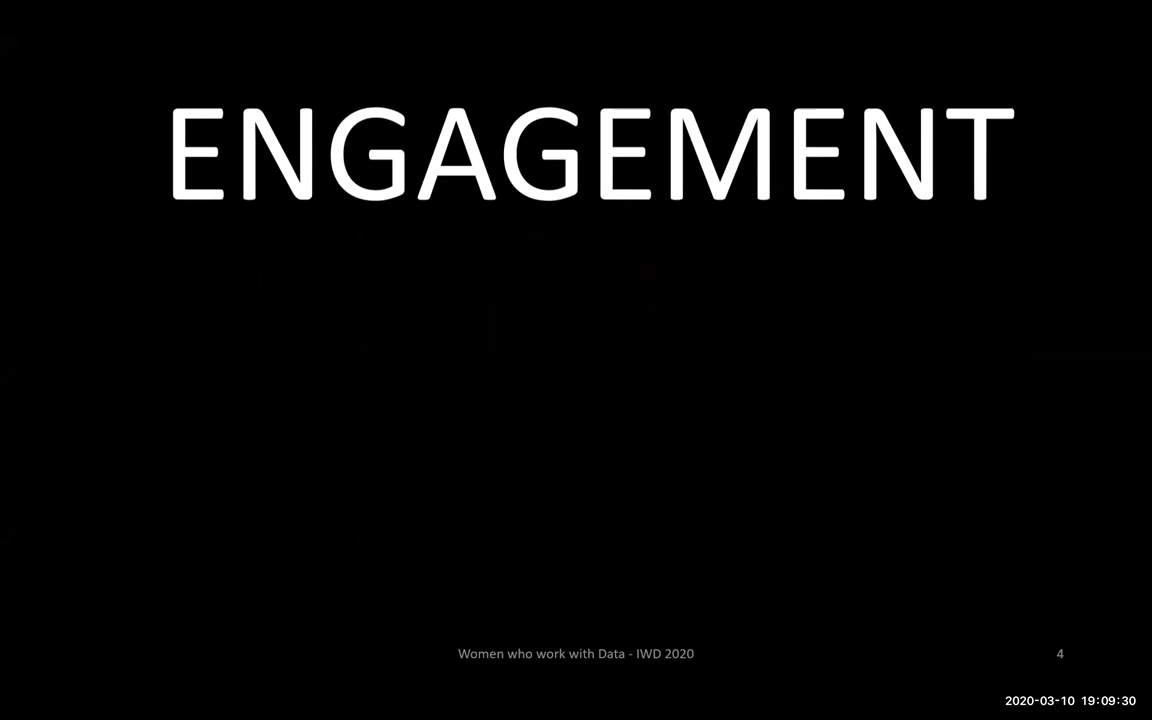 ENGAGEMENT
Women who work with Data - IWD 2020
4
2020-03-10 19:09:30